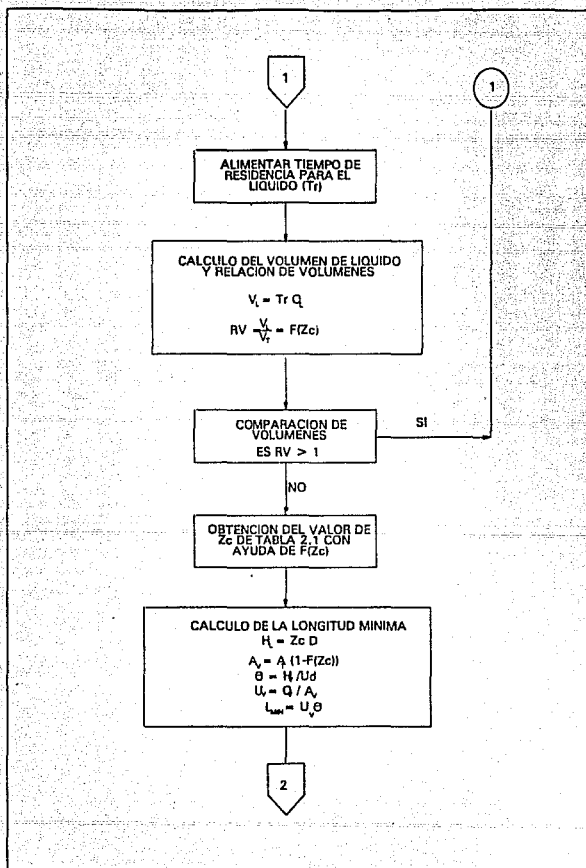 1
1
ALIMENTAR TIEMPO DE
RESIDENCIA PARA EL
LIQUIDO (Tr)
CALCULO DEL VOLUMEN DE LIQUIDO
Y RELACION DE VOLUMENES
V_L = Tr Q_L
RV = V_L/V_T = F(Zc)
COMPARACION DE
VOLUMENES
ES RV > 1
SI
NO
OBTENCION DEL VALOR DE
Zc DE TABLA 2.1 CON
AYUDA DE F(Zc)
CALCULO DE LA LONGITUD MINIMA
H_L = Zc D
A_v = A_T (1-F(Zc))
Θ = /Ud
U_v = / A_v
L_MIN = U_v Θ
2